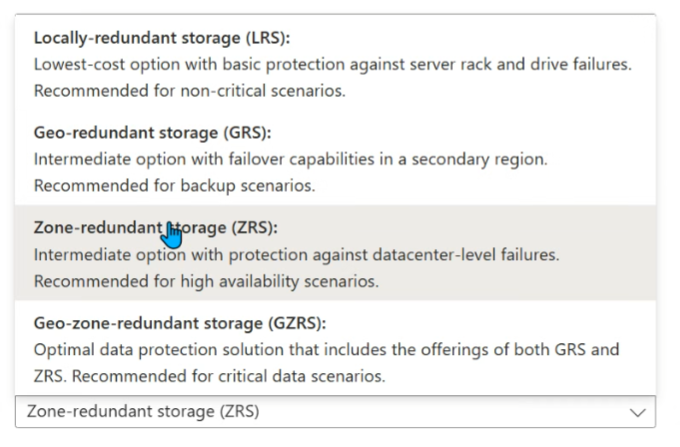 Locally-redundant storage (LRS):
Lowest-cost option with basic protection against server rack and drive failures.
Recommended for non-critical scenarios.
Geo-redundant storage (GRS):
Intermediate option with failover capabilities in a secondary region.
Recommended for backup scenarios.
Zone-redundant storage (ZRS):
Intermediate option with protection against datacenter-level failures.
Recommended for high availability scenarios.
Geo-zone-redundant storage (GZRS):
Optimal data protection solution that includes the offerings of both GRS and
ZRS. Recommended for critical data scenarios.
Zone-redundant storage (ZRS)